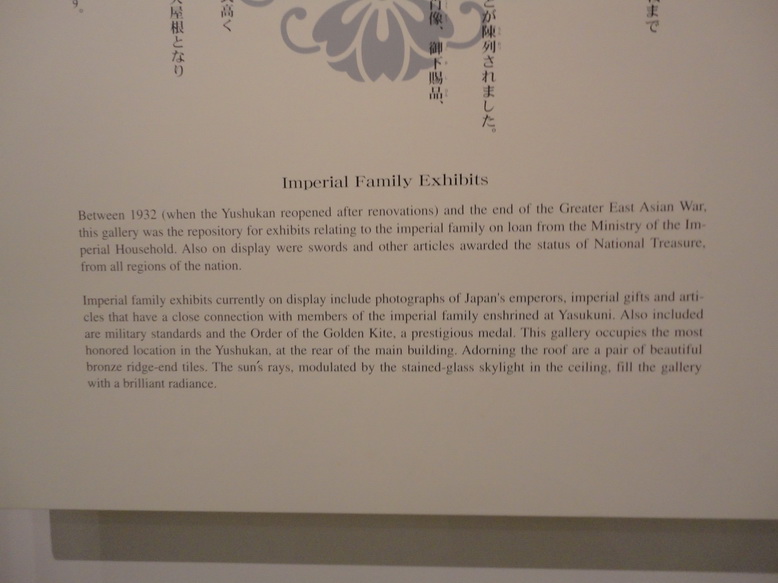 まで
とが陳列されました。
肖像、御下賜品、
高く
大屋根となり
す。
Imperial Family Exhibits
Between 1932 (when the Yushukan reopened after renovations) and the end of the Greater East Asian War,
this gallery was the repository for exhibits relating to the imperial family on loan from the Ministry of the Im-
perial Household. Also on display were swords and other articles awarded the status of National Treasure,
from all regions of the nation.
Imperial family exhibits currently on display include photographs of Japan's emperors, imperial gifts and arti-
cles that have a close connection with members of the imperial family enshrined at Yasukuni. Also included
are military standards and the Order of the Golden Kite, a prestigious medal. This gallery occupies the most
honored location in the Yushukan, at the rear of the main building. Adorning the roof are a pair of beautiful
bronze ridge-end tiles. The sun's rays, modulated by the stained-glass skylight in the ceiling, fill the gallery
with a brilliant radiance.